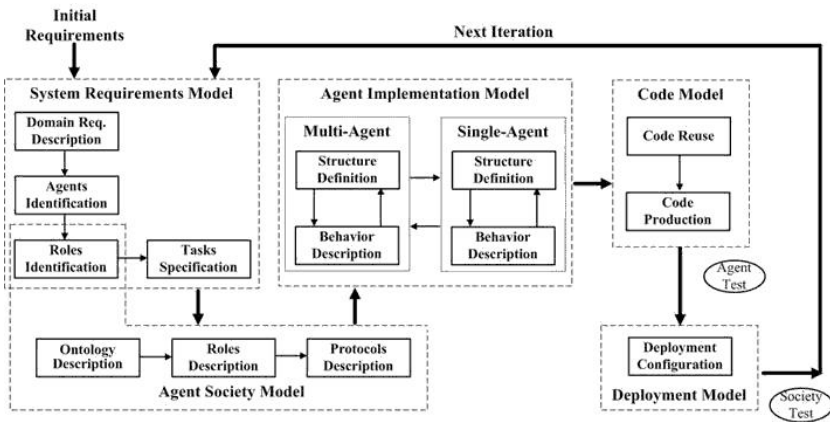 Initial
Requirements
Next Iteration
System Requirements Model
Domain Req.
Description
Agents
Identification
Roles
Identification
Tasks
Specification
Agent Implementation Model
Multi-Agent
Structure
Definition
Behavior
Description
Single-Agent
Structure
Definition
Behavior
Description
Code Model
Code Reuse
Code
Production
Agent
Test
Ontology
Description
Roles
Description
Protocols
Description
Agent Society Model
Deployment
Configuration
Deployment Model
Society
Test